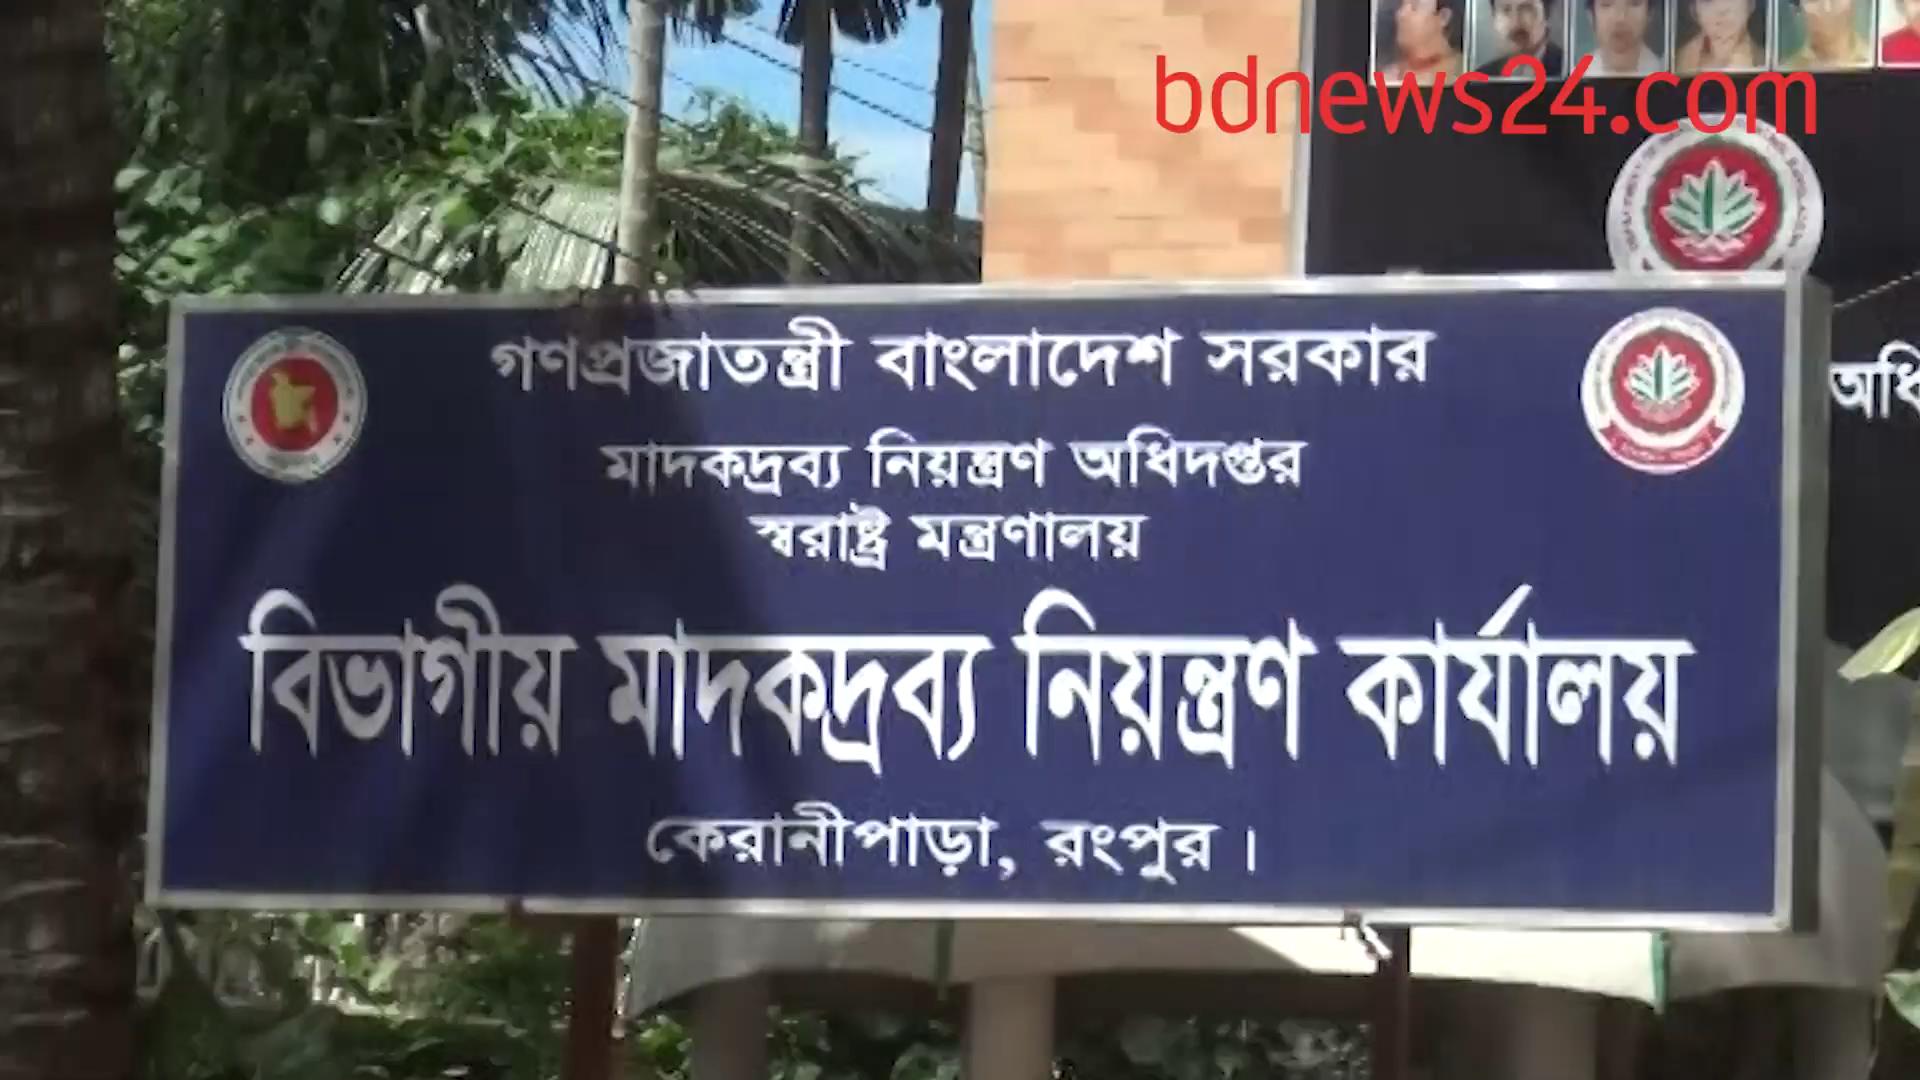 bdnews24.com
গণপ্রজাতন্ত্রী বাংলাদেশ সরকার
মাদকদ্রব্য নিয়ন্ত্রণ অধিদপ্তর
স্বরাষ্ট্র মন্ত্রণালয়
বিভাগীয় মাদকদ্রব্য নিয়ন্ত্রণ কার্যালয়
কেরানীপাড়া, রংপুর।
অধি